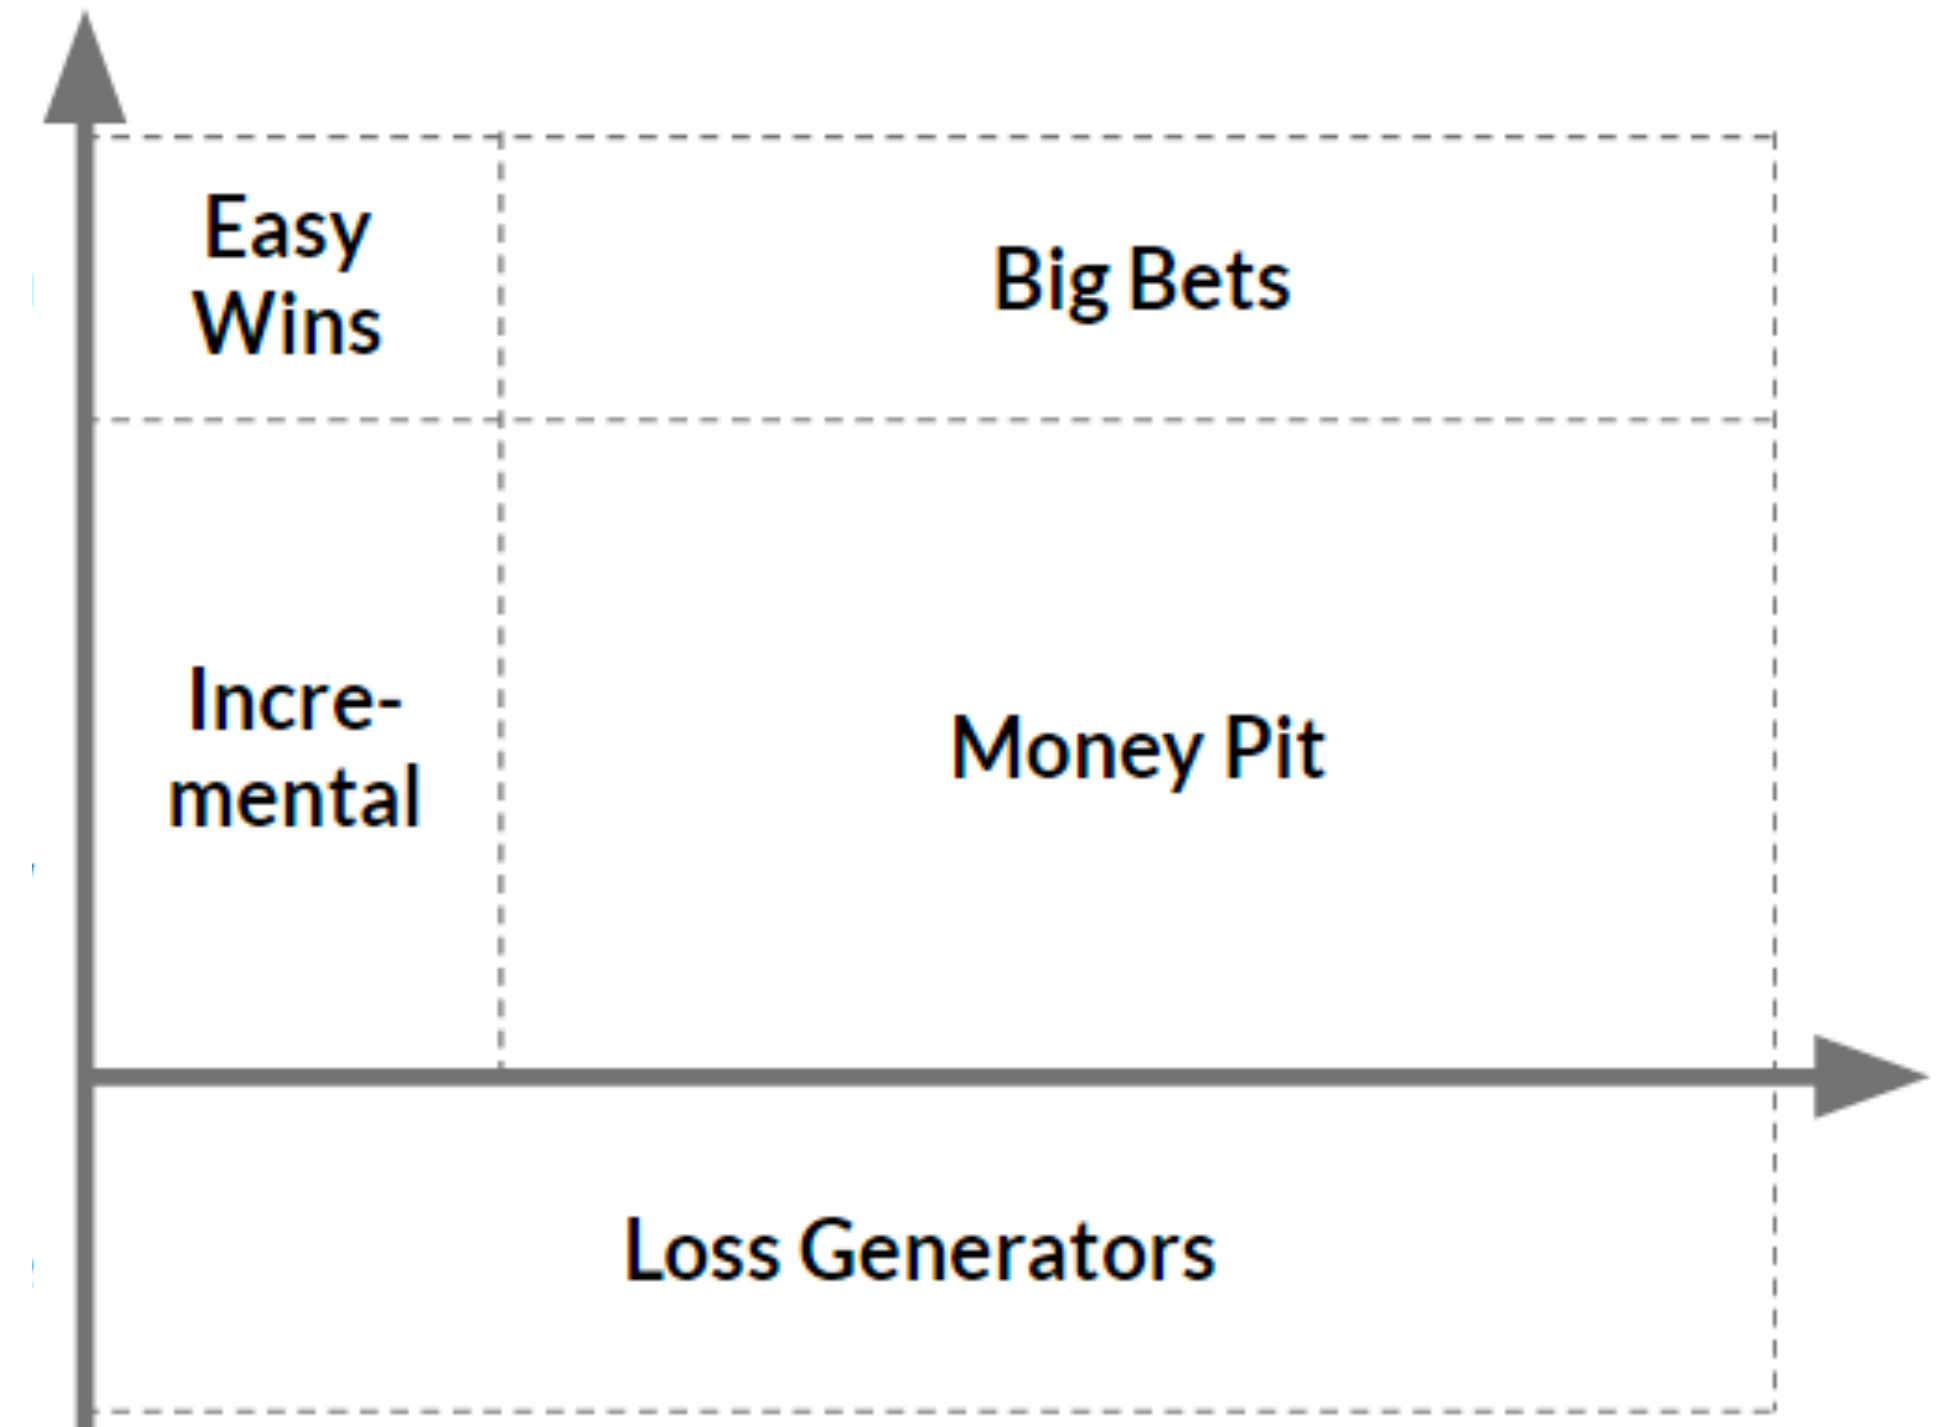 Easy
Wins
Big Bets
Incre-
mental
Money Pit
Loss Generators